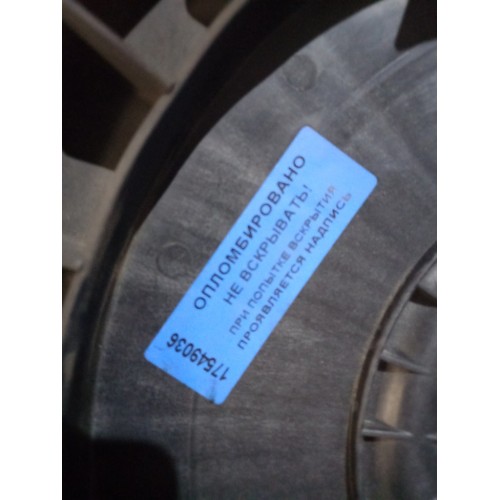 ОПЛОМБИРОВАНО
НЕ ВСКРЫВАТЬ!
ПРИ ПОПЫТКЕ ВСКРЫТИЯ
ПРОЯВЛЯЕТСЯ НАДПИСЬ
17549036